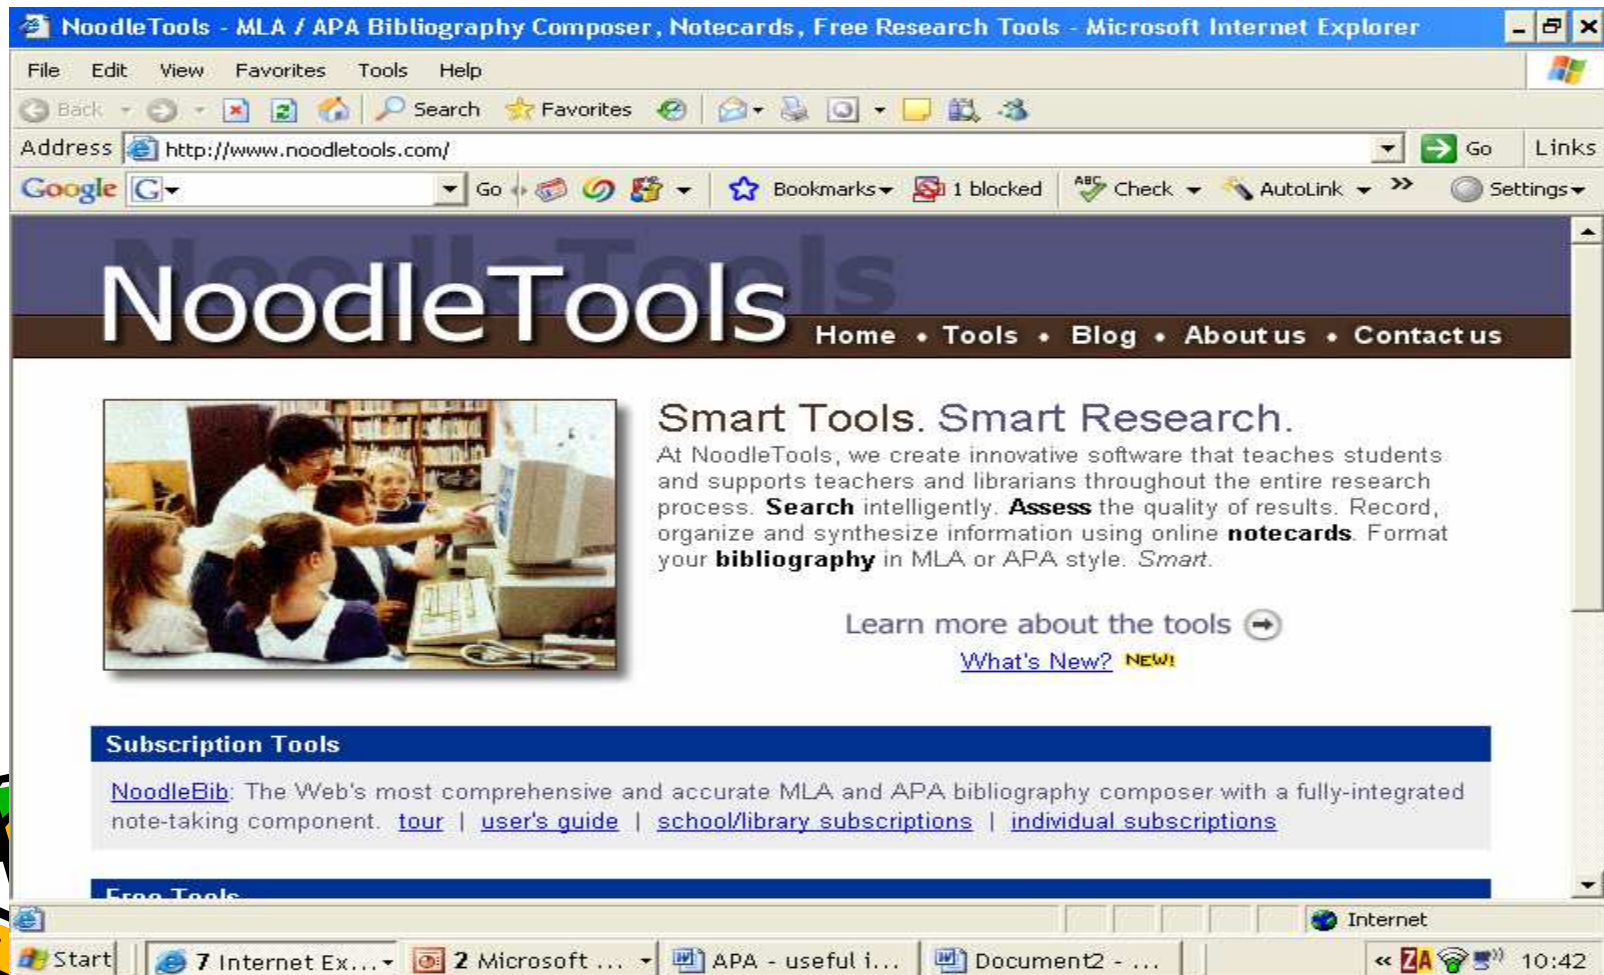 NoodleTools - MLA / APA Bibliography Composer, Notecards, Free Research Tools - Microsoft Internet Explorer
File Edit View Favorites Tools Help
Back Search Favorites
Address http://www.noodletools.com/ Go Links
Google G Go Bookmarks 1 blocked ABC Check AutoLink >> Settings
NoodleTools
NoodleTools
Home • Tools • Blog • About us • Contact us
Smart Tools. Smart Research.
At NoodleTools, we create innovative software that teaches students
and supports teachers and librarians throughout the entire research
process. Search intelligently. Assess the quality of results. Record,
organize and synthesize information using online notecards. Format
your bibliography in MLA or APA style. Smart.
Learn more about the tools
What's New? NEW!
Subscription Tools
NoodleBib: The Web's most comprehensive and accurate MLA and APA bibliography composer with a fully-integrated
note-taking component. tour | user's guide | school/library subscriptions | individual subscriptions
Free Tools
Internet
Start 7 Internet Ex... 2 Microsoft ... APA - useful i... Document2 - ... « ZA 10:42